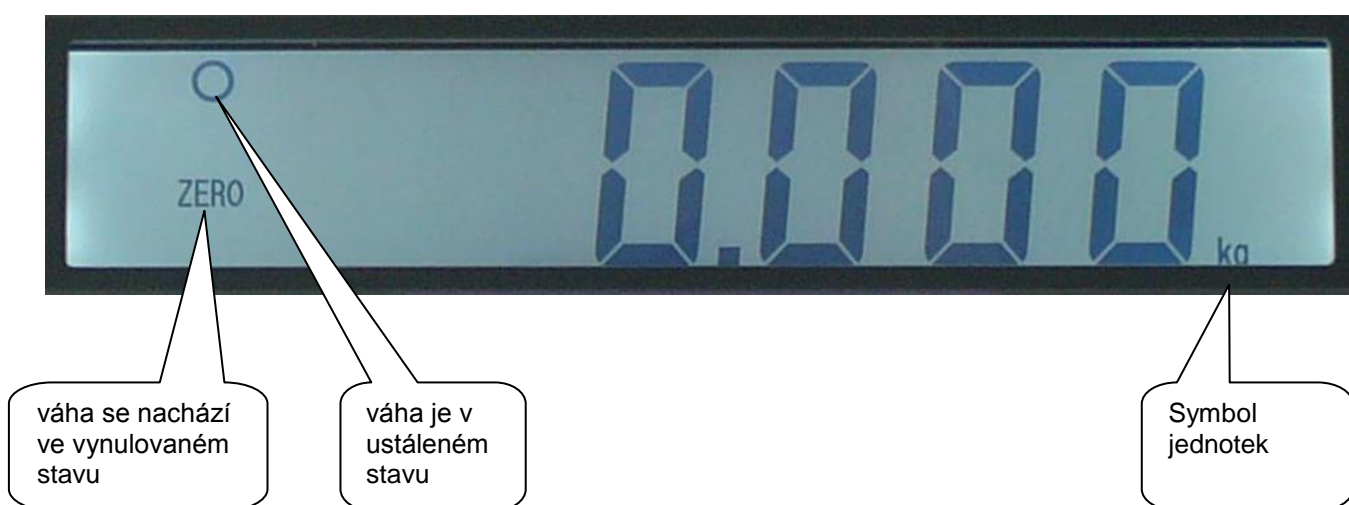 0.000 kg
ZERO
váha se nachází
ve vynulovaném
stavu
váha je v
ustáleném
stavu
Symbol
jednotek